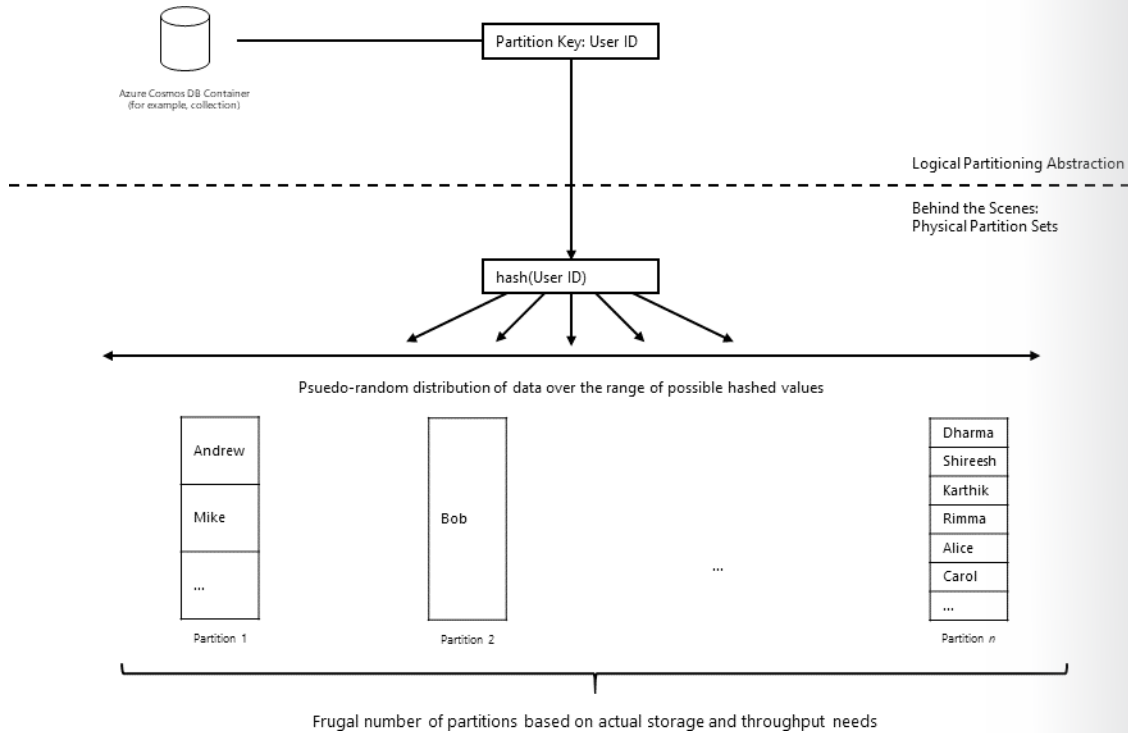 Partition Key: User ID
Azure Cosmos DB Container
(for example, collection)
Logical Partitioning Abstraction
Behind the Scenes:
Physical Partition Sets
hash(User ID)
Psuedo-random distribution of data over the range of possible hashed values
Andrew
Mike
...
Partition 1
Bob
Partition 2
...
Dharma
Shireesh
Karthik
Rimma
Alice
Carol
...
Partition n
Frugal number of partitions based on actual storage and throughput needs